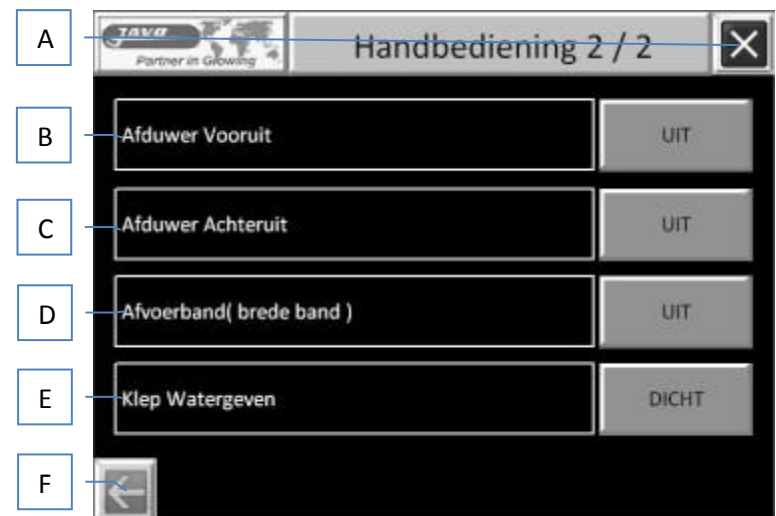 A
JAVO
Partner in Growing
Handbediening 2 / 2
B
Afduwer Vooruit
UIT
C
Afduwer Achteruit
UIT
D
Afvoerband( brede band )
UIT
E
Klep Watergeven
DICHT
F